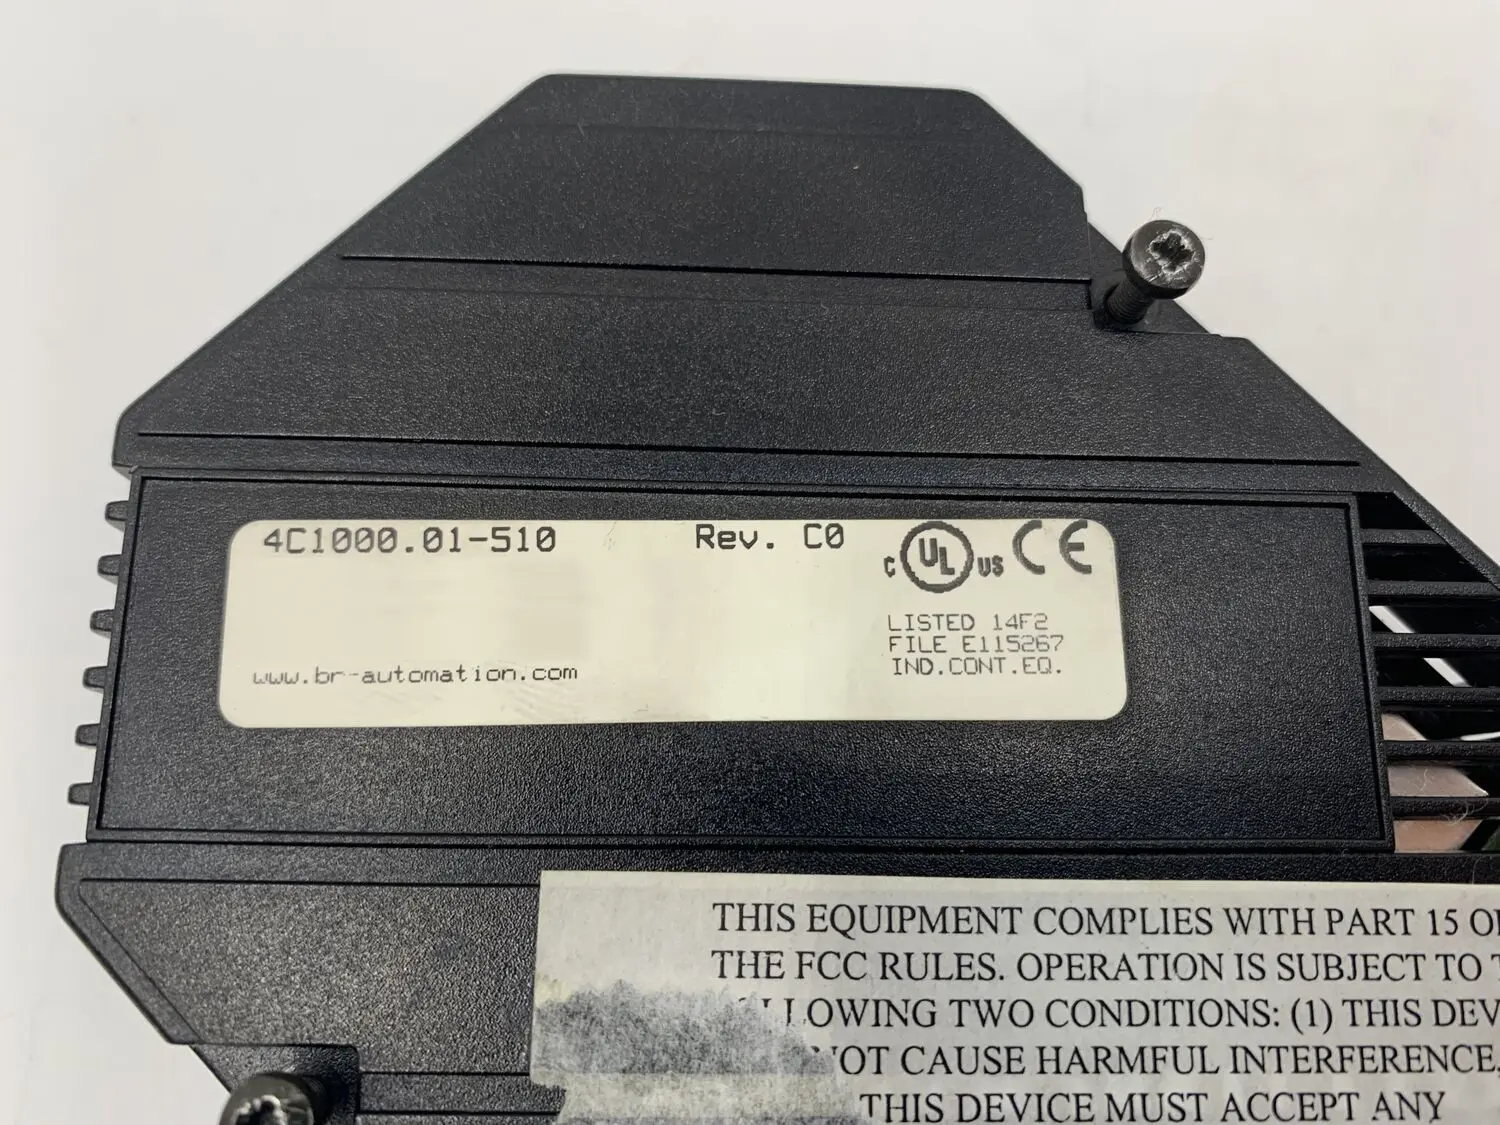 4C1000.01-510 Rev. C0 C UL US CE
LISTED 14F2
FILE E115267
IND.CONT.EQ.
www.br-automation.com
THIS EQUIPMENT COMPLIES WITH PART 15
THE FCC RULES. OPERATION IS SUBJECT TO
LOWING TWO CONDITIONS: (1) THIS DEV
NOT CAUSE HARMFUL INTERFERENCE,
THIS DEVICE MUST ACCEPT ANY